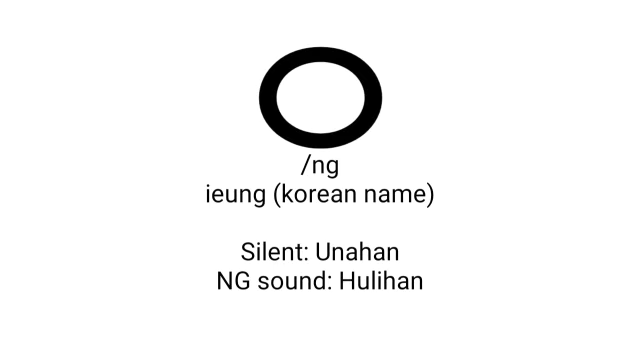 ㅇ
/ng
ieung (korean name)
Silent: Unahan
NG sound: Hulihan